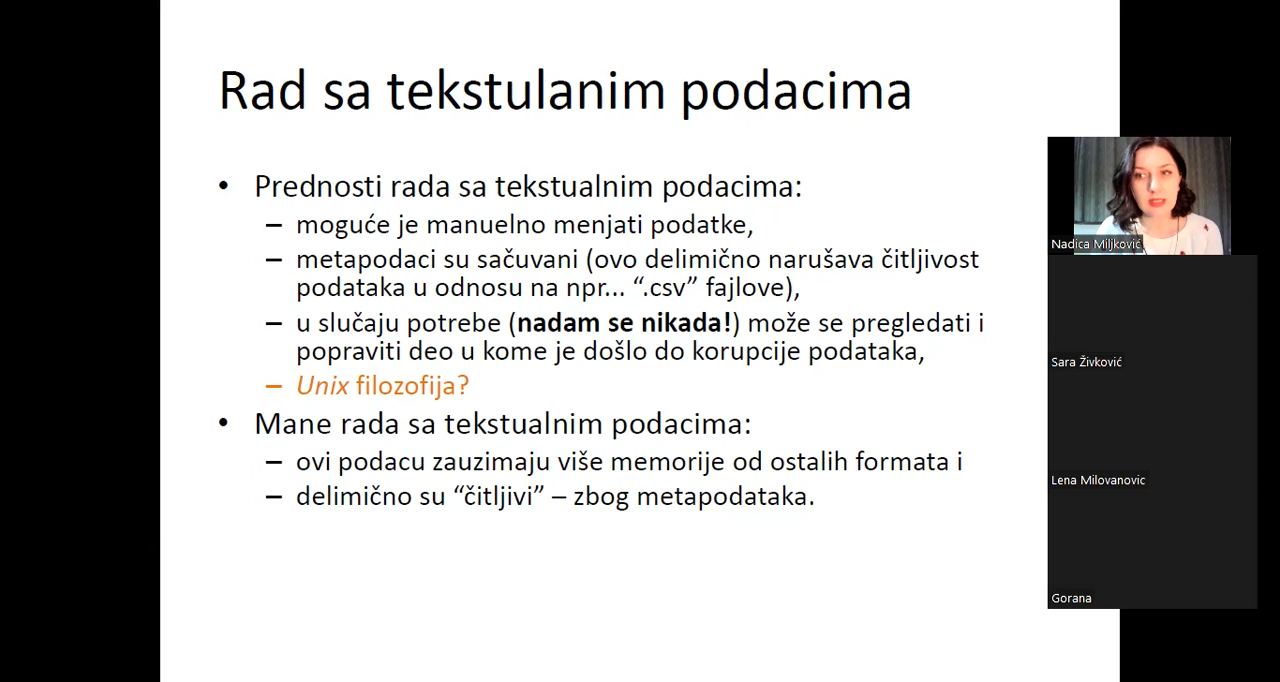 Rad sa tekstulanim podacima
• Prednosti rada sa tekstualnim podacima:
– moguće je manuelno menjati podatke,
– metapodaci su sačuvani (ovo delimično narušava čitljivost
podataka u odnosu na npr... “.csv” fajlove),
– u slučaju potrebe (nadam se nikada!) može se pregledati i
popraviti deo u kome je došlo do korupcije podataka,
– Unix filozofija?
• Mane rada sa tekstualnim podacima:
– ovi podacu zauzimaju više memorije od ostalih formata i
– delimično su “čitljivi” – zbog metapodataka.
Nadica Miljković
Sara Živković
Lena Milovanovic
Gorana